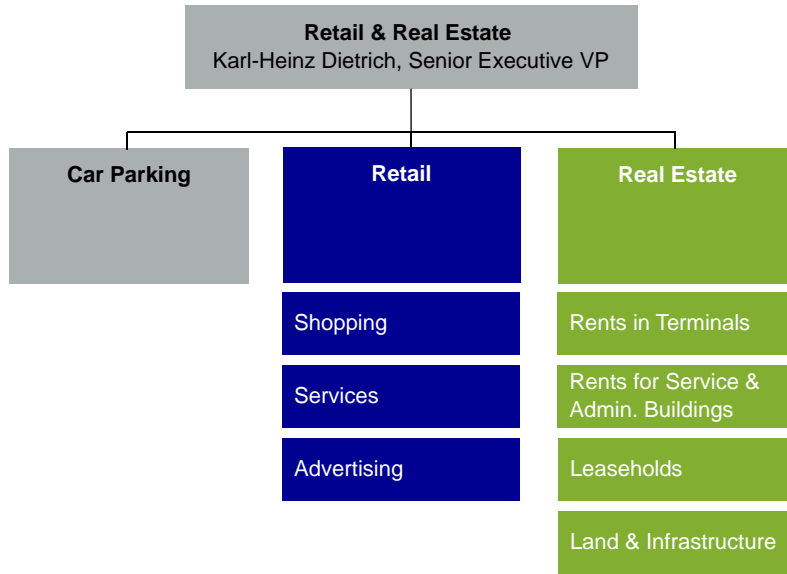 Retail & Real Estate
Karl-Heinz Dietrich, Senior Executive VP
Car Parking
Retail
Real Estate
Shopping
Services
Advertising
Rents in Terminals
Rents for Service &
Admin. Buildings
Leaseholds
Land & Infrastructure